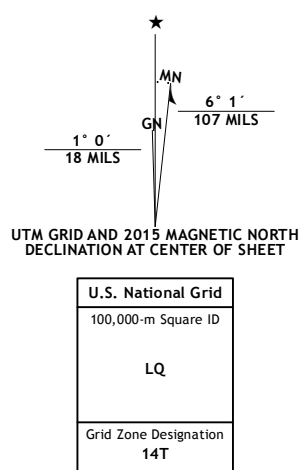 ★
MN
6° 1´
107 MILS
GN
1° 0´
18 MILS
UTM GRID AND 2015 MAGNETIC NORTH
DECLINATION AT CENTER OF SHEET
U.S. National Grid
100,000-m Square ID
LQ
Grid Zone Designation
14T